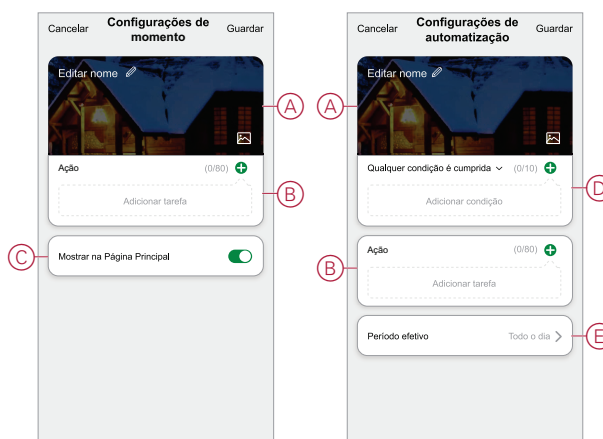 Cancelar
Configurações de
momento
Guardar
Editar nome
A
Ação
(0/80)
Adicionar tarefa
B
C
Mostrar na Página Principal
Cancelar
Configurações de
automatização
Guardar
Editar nome
A
Qualquer condição é cumprida
(0/10)
Adicionar condição
D
Ação
(0/80)
Adicionar tarefa
B
Período efetivo
Todo o dia
E